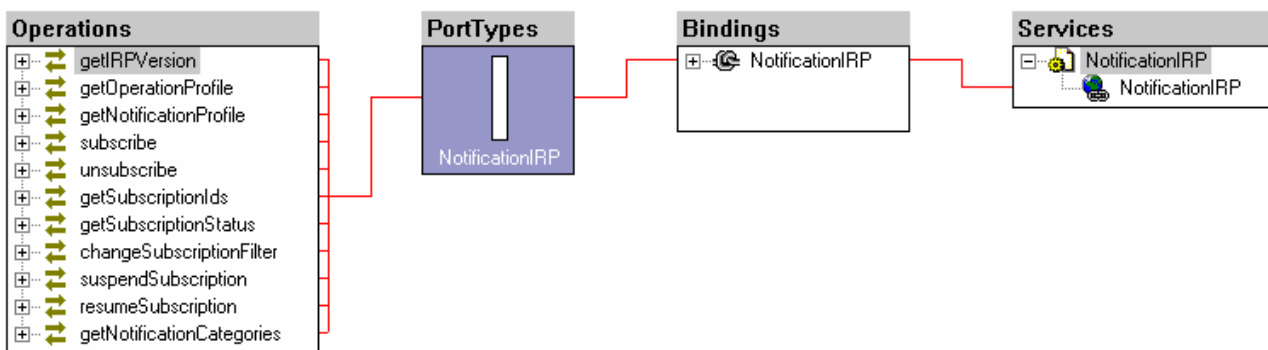 Operations
getIRPVersion
getOperationProfile
getNotificationProfile
subscribe
unsubscribe
getSubscriptionIds
getSubscriptionStatus
changeSubscriptionFilter
suspendSubscription
resumeSubscription
getNotificationCategories
PortTypes
NotificationIRP
Bindings
NotificationIRP
Services
NotificationIRP
NotificationIRP